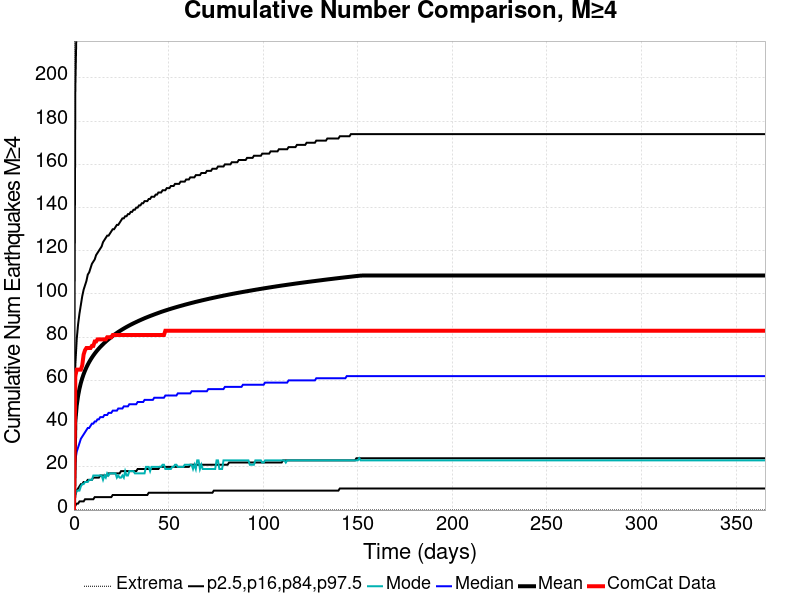 Cumulative Number Comparison, M≥4
Cumulative Num Earthquakes M≥4
200
180
160
140
120
100
80
60
40
20
0
0 50 100 150 200 250 300 350
Time (days)
Extrema p2.5,p16,p84,p97.5 Mode Median Mean ComCat Data